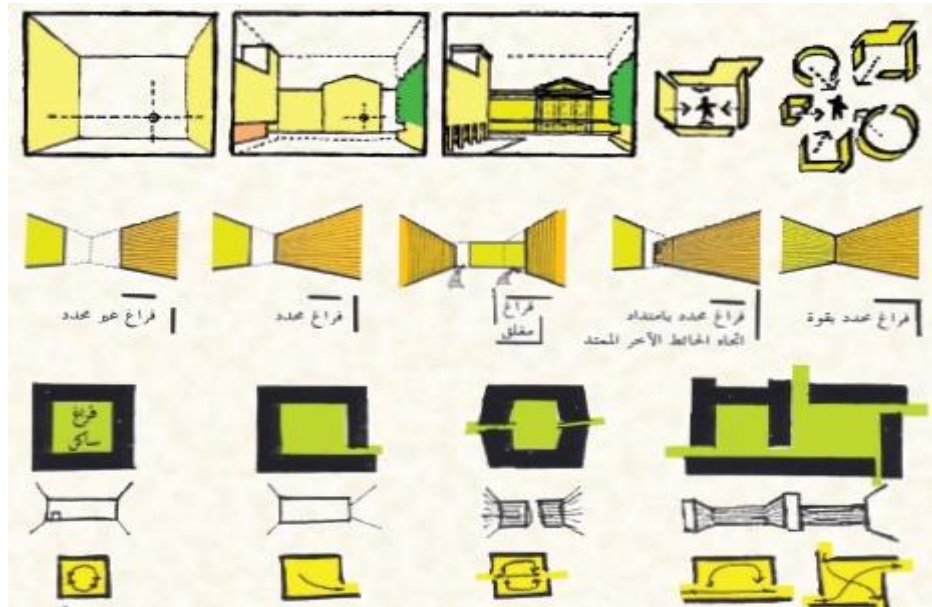 فراغ محدد بقوة
فراغ محدد بامتداد
اتجاه الحائط الآخر الممتد
فراغ
مغلق
فراغ محدد
فراغ غير محدد
فراغ
ساكن